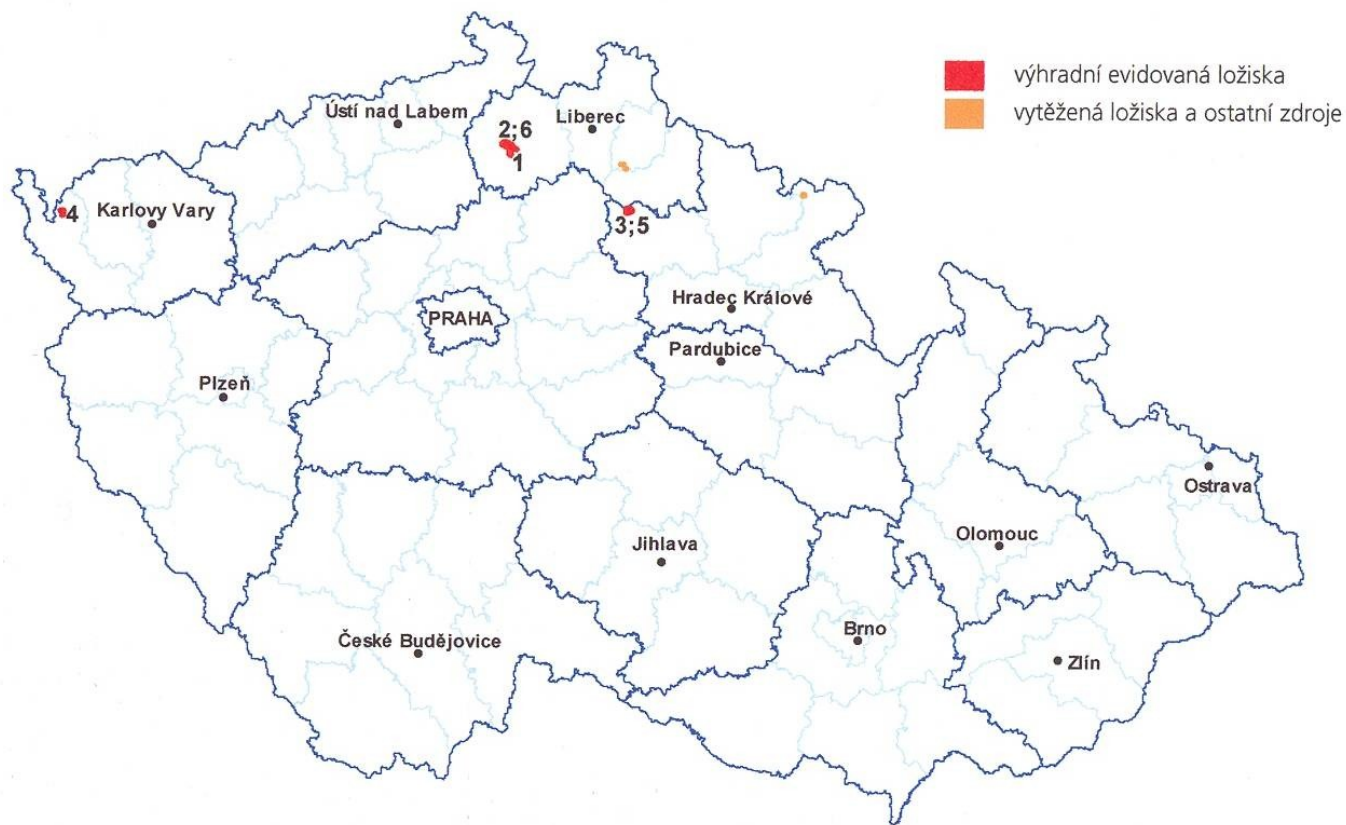 výhradní evidovaná ložiska
vytěžená ložiska a ostatní zdroje
Ústí nad Labem
Liberec
2;6
1
4
Karlovy Vary
3;5
Hradec Králové
PRAHA
Pardubice
Plzeň
Ostrava
Olomouc
Jihlava
Brno
České Budějovice
Zlín